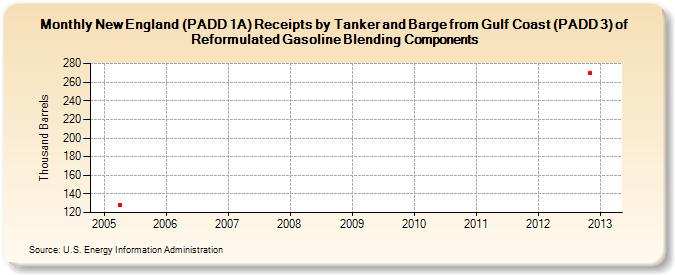 Monthly New England (PADD 1A) Receipts by Tanker and Barge from Gulf Coast (PADD 3) of
Reformulated Gasoline Blending Components
Thousand Barrels
280
260
240
220
200
180
160
140
120
2005 2006 2007 2008 2009 2010 2011 2012 2013
Source: U.S. Energy Information Administration